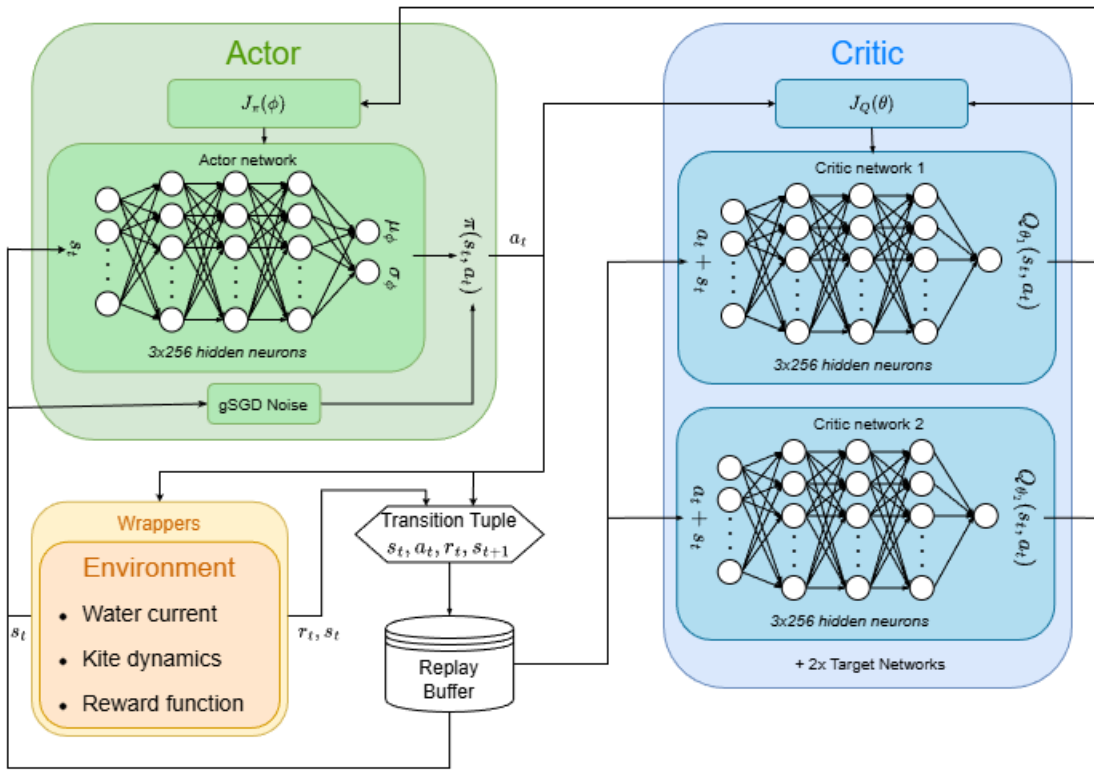 Actor
J_π(ϕ)
Actor network
s_t
μ_ϕ
σ_ϕ
3x256 hidden neurons
π(s_t, a_t)
gSGD Noise
a_t
Critic
J_Q(θ)
Critic network 1
a_t + s_t
Q_θ₁(s_t, a_t)
3x256 hidden neurons
Critic network 2
a_t + s_t
Q_θ₂(s_t, a_t)
3x256 hidden neurons
+ 2x Target Networks
Wrappers
Environment
• Water current
• Kite dynamics
• Reward function
s_t
r_t, s_t
Transition Tuple
s_t, a_t, r_t, s_{t+1}
Replay
Buffer